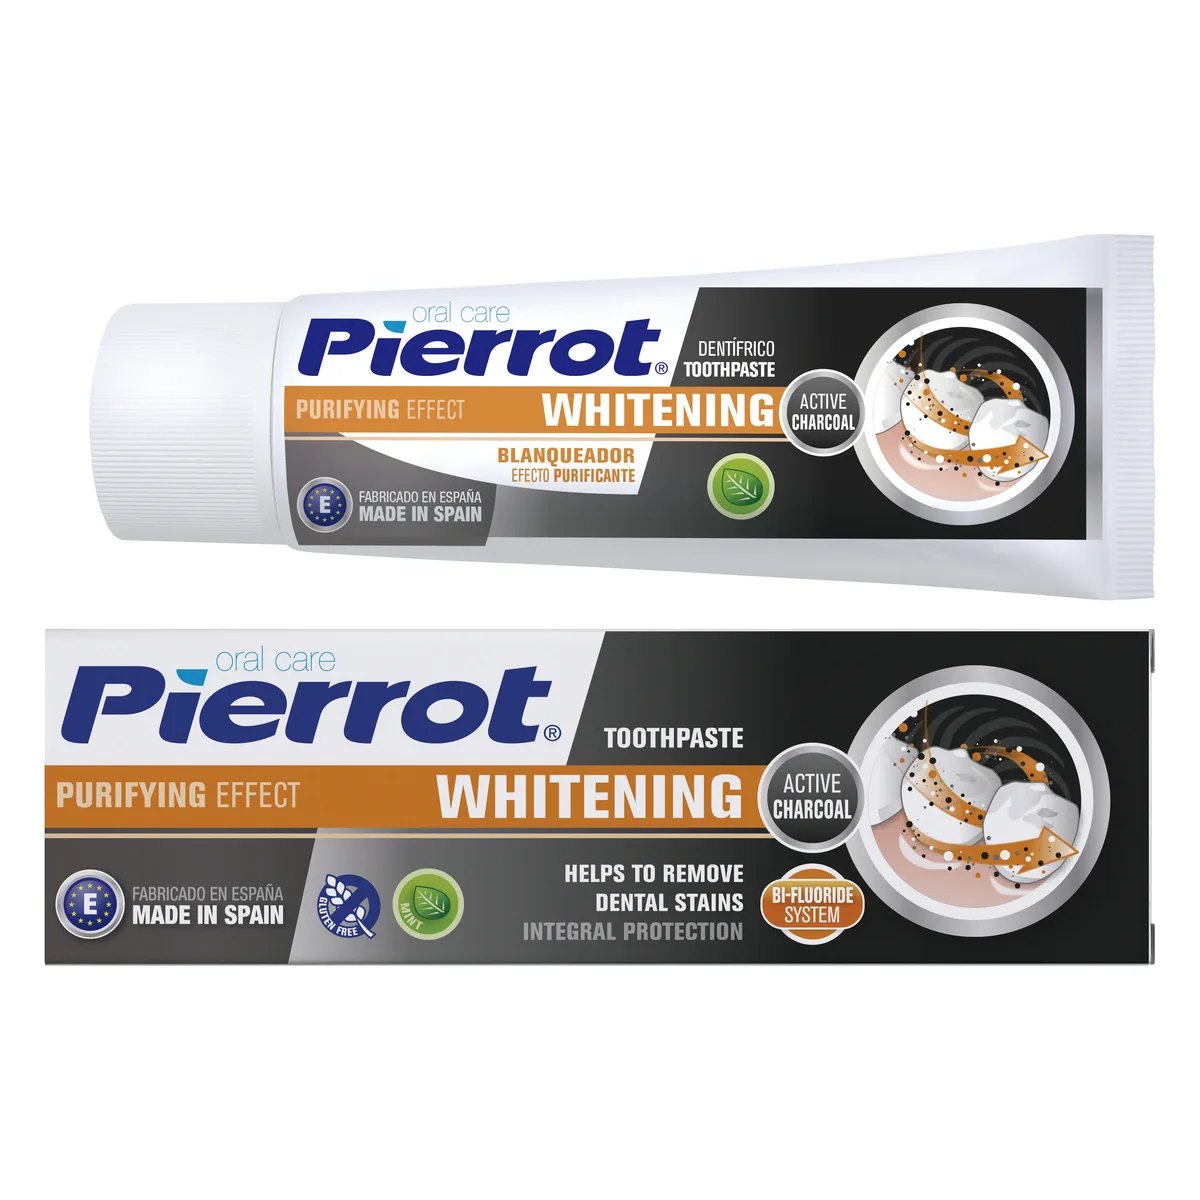 oral care
Pierrot®
DENTÍFRICO
TOOTHPASTE
PURIFYING EFFECT
WHITENING
ACTIVE
CHARCOAL
BLANQUEADOR
EFECTO PURIFICANTE
E
FABRICADO EN ESPAÑA
MADE IN SPAIN
oral care
Pierrot®
TOOTHPASTE
PURIFYING EFFECT
WHITENING
ACTIVE
CHARCOAL
E
FABRICADO EN ESPAÑA
MADE IN SPAIN
GLUTEN FREE
MINT
HELPS TO REMOVE
DENTAL STAINS
INTEGRAL PROTECTION
BI-FLUORIDE
SYSTEM